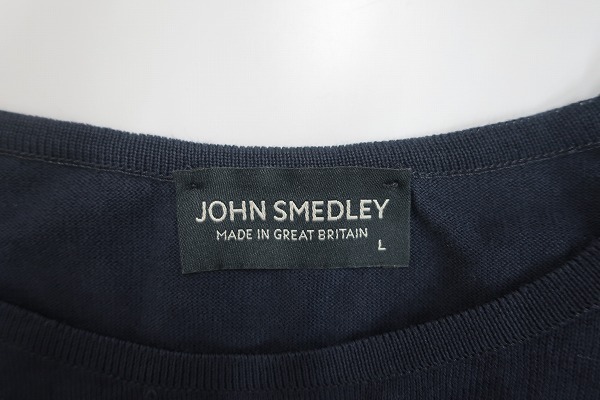 JOHN SMEDLEY
MADE IN GREAT BRITAIN
L